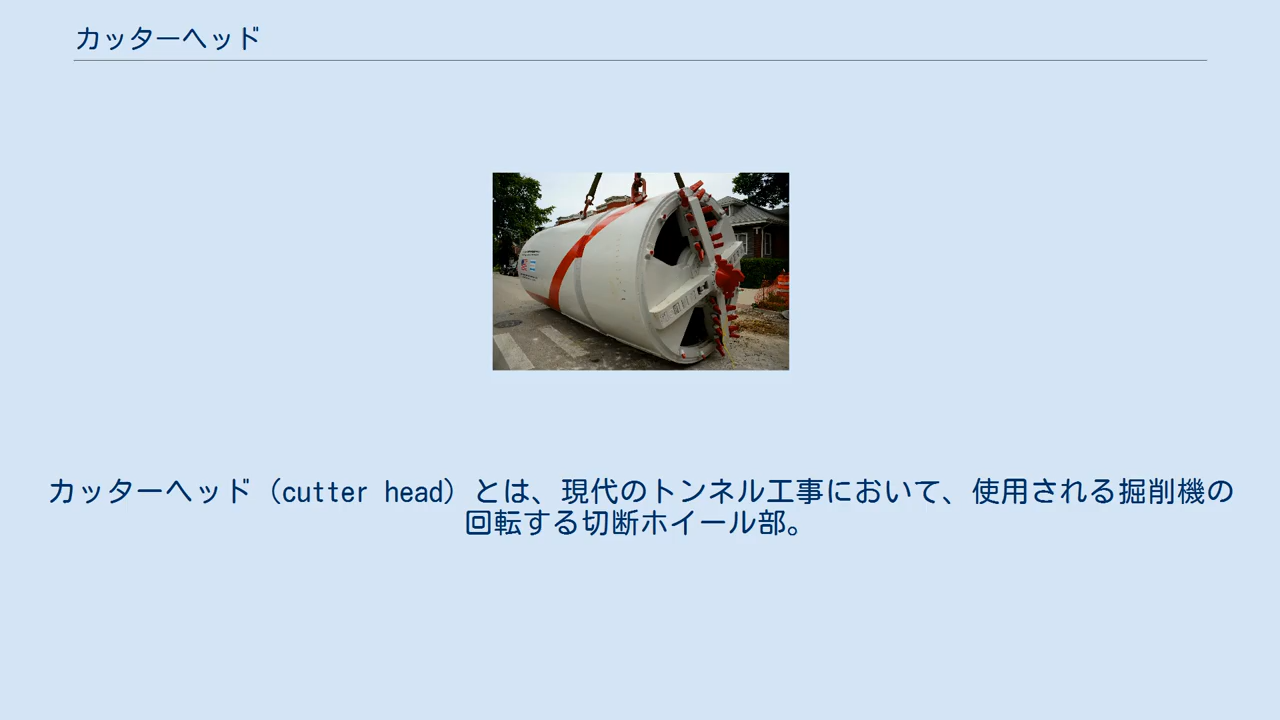 カッターヘッド
カッターヘッド（cutter head）とは、現代のトンネル工事において、使用される掘削機の
回転する切断ホイール部。